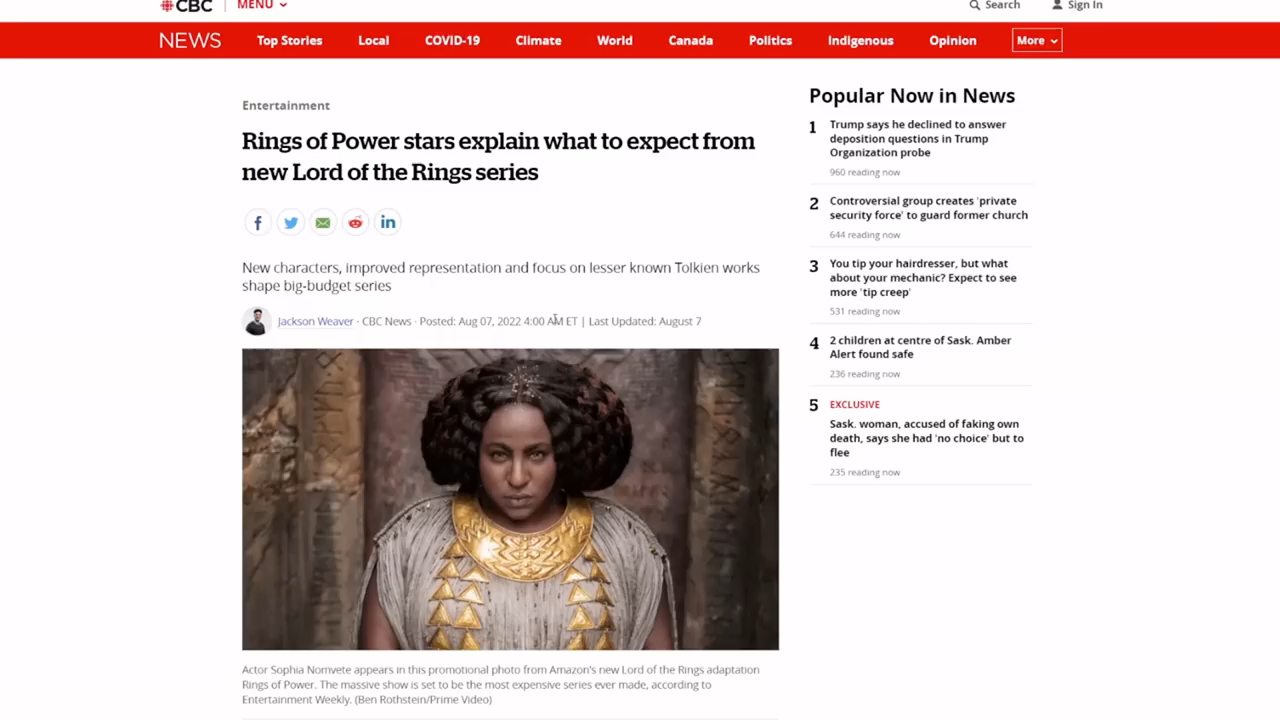 CBC
MENU
Search
Sign In
NEWS
Top Stories
Local
COVID-19
Climate
World
Canada
Politics
Indigenous
Opinion
More
Entertainment
Rings of Power stars explain what to expect from
new Lord of the Rings series
New characters, improved representation and focus on lesser known Tolkien works
shape big-budget series
Jackson Weaver · CBC News · Posted: Aug 07, 2022 4:00 AM ET | Last Updated: August 7
Actor Sophia Nomvete appears in this promotional photo from Amazon's new Lord of the Rings adaptation
Rings of Power. The massive show is set to be the most expensive series ever made, according to
Entertainment Weekly. (Ben Rothstein/Prime Video)
Popular Now in News
1 Trump says he declined to answer
deposition questions in Trump
Organization probe
960 reading now
2 Controversial group creates 'private
security force' to guard former church
644 reading now
3 You tip your hairdresser, but what
about your mechanic? Expect to see
more 'tip creep'
531 reading now
4 2 children at centre of Sask. Amber
Alert found safe
236 reading now
5 EXCLUSIVE
Sask. woman, accused of faking own
death, says she had 'no choice' but to
flee
235 reading now